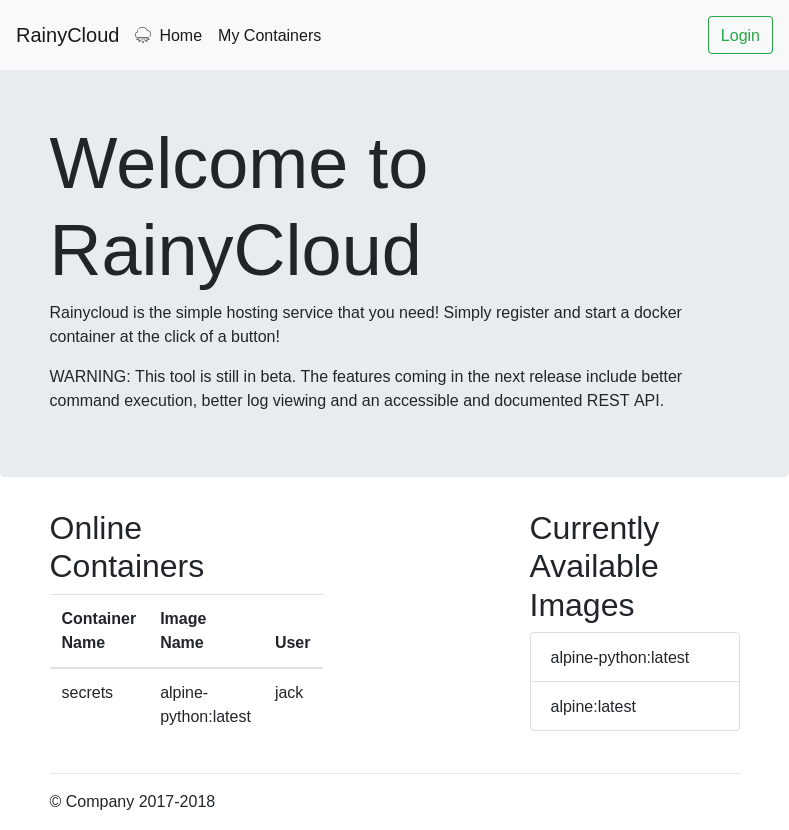 RainyCloud Home My Containers Login
Welcome to
RainyCloud
Rainycloud is the simple hosting service that you need! Simply register and start a docker
container at the click of a button!
WARNING: This tool is still in beta. The features coming in the next release include better
command execution, better log viewing and an accessible and documented REST API.
Online
Containers
Container Name Image Name User
secrets alpine-python:latest jack
Currently
Available
Images
alpine-python:latest
alpine:latest
© Company 2017-2018